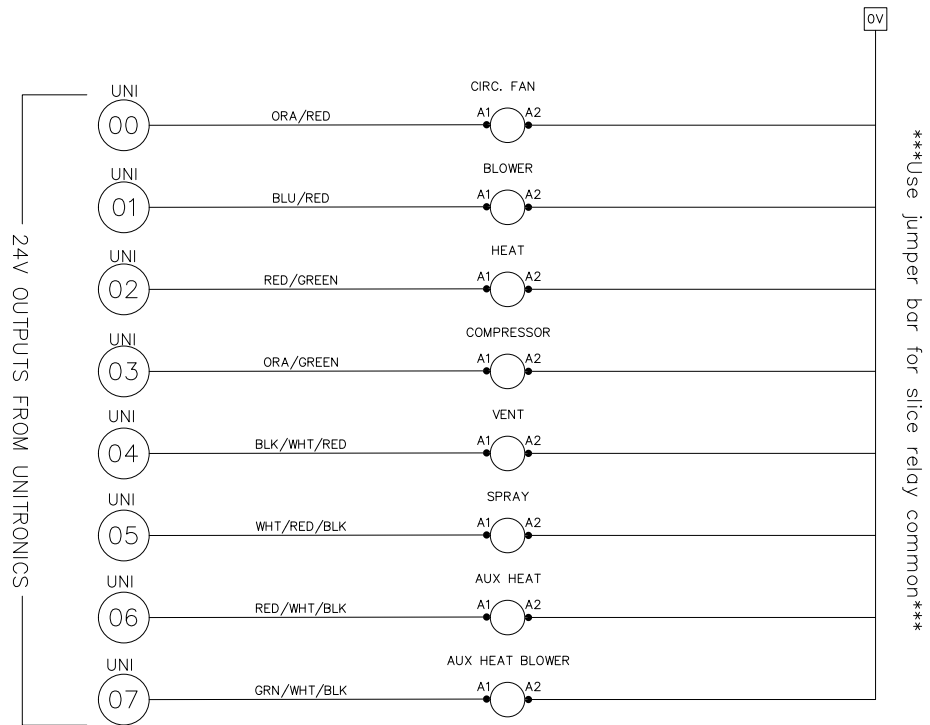 0V
CIRC. FAN
UNI
00
ORA/RED
A1 A2
BLOWER
UNI
01
BLU/RED
A1 A2
HEAT
UNI
02
RED/GREEN
A1 A2
COMPRESSOR
UNI
03
ORA/GREEN
A1 A2
VENT
UNI
04
BLK/WHT/RED
A1 A2
SPRAY
UNI
05
WHT/RED/BLK
A1 A2
AUX HEAT
UNI
06
RED/WHT/BLK
A1 A2
AUX HEAT BLOWER
UNI
07
GRN/WHT/BLK
A1 A2
24V OUTPUTS FROM UNITRONICS
***Use jumper bar for slice relay common***